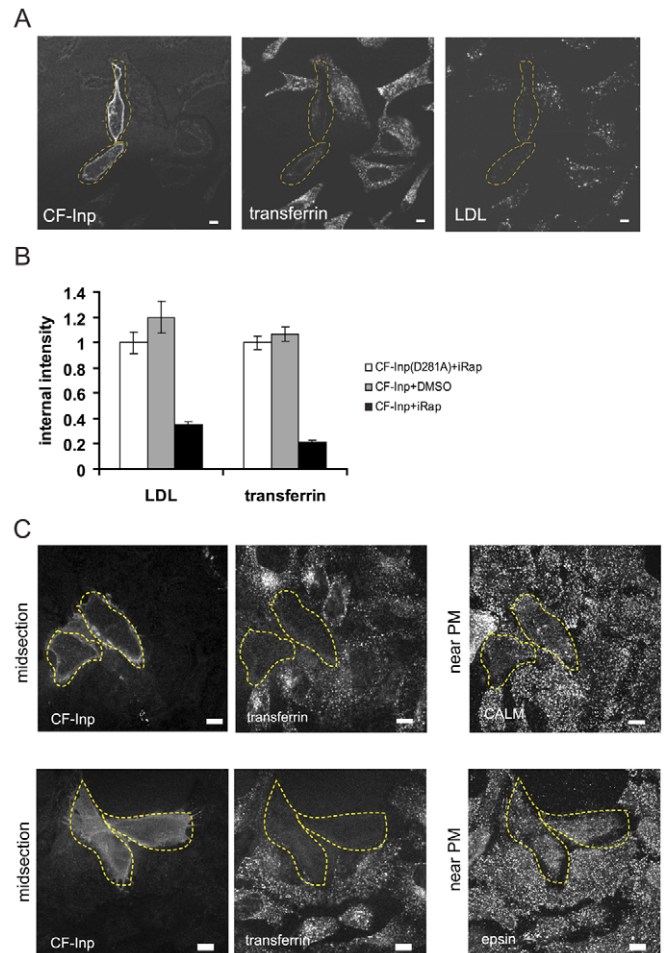 A
CF-Inp
transferrin
LDL
B
internal intensity
1.4
1.2
1
0.8
0.6
0.4
0.2
0
LDL
transferrin
CF-Inp(D281A)+iRap
CF-Inp+DMSO
CF-Inp+iRap
C
midsection
CF-Inp
transferrin
near PM
CALM
midsection
CF-Inp
transferrin
near PM
epsin